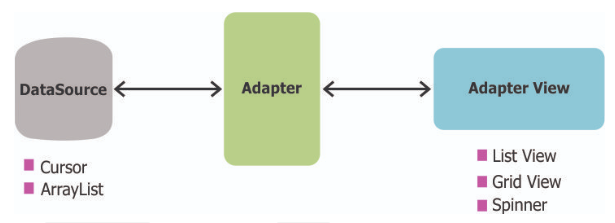 DataSource
Adapter
Adapter View
Cursor
ArrayList
List View
Grid View
Spinner